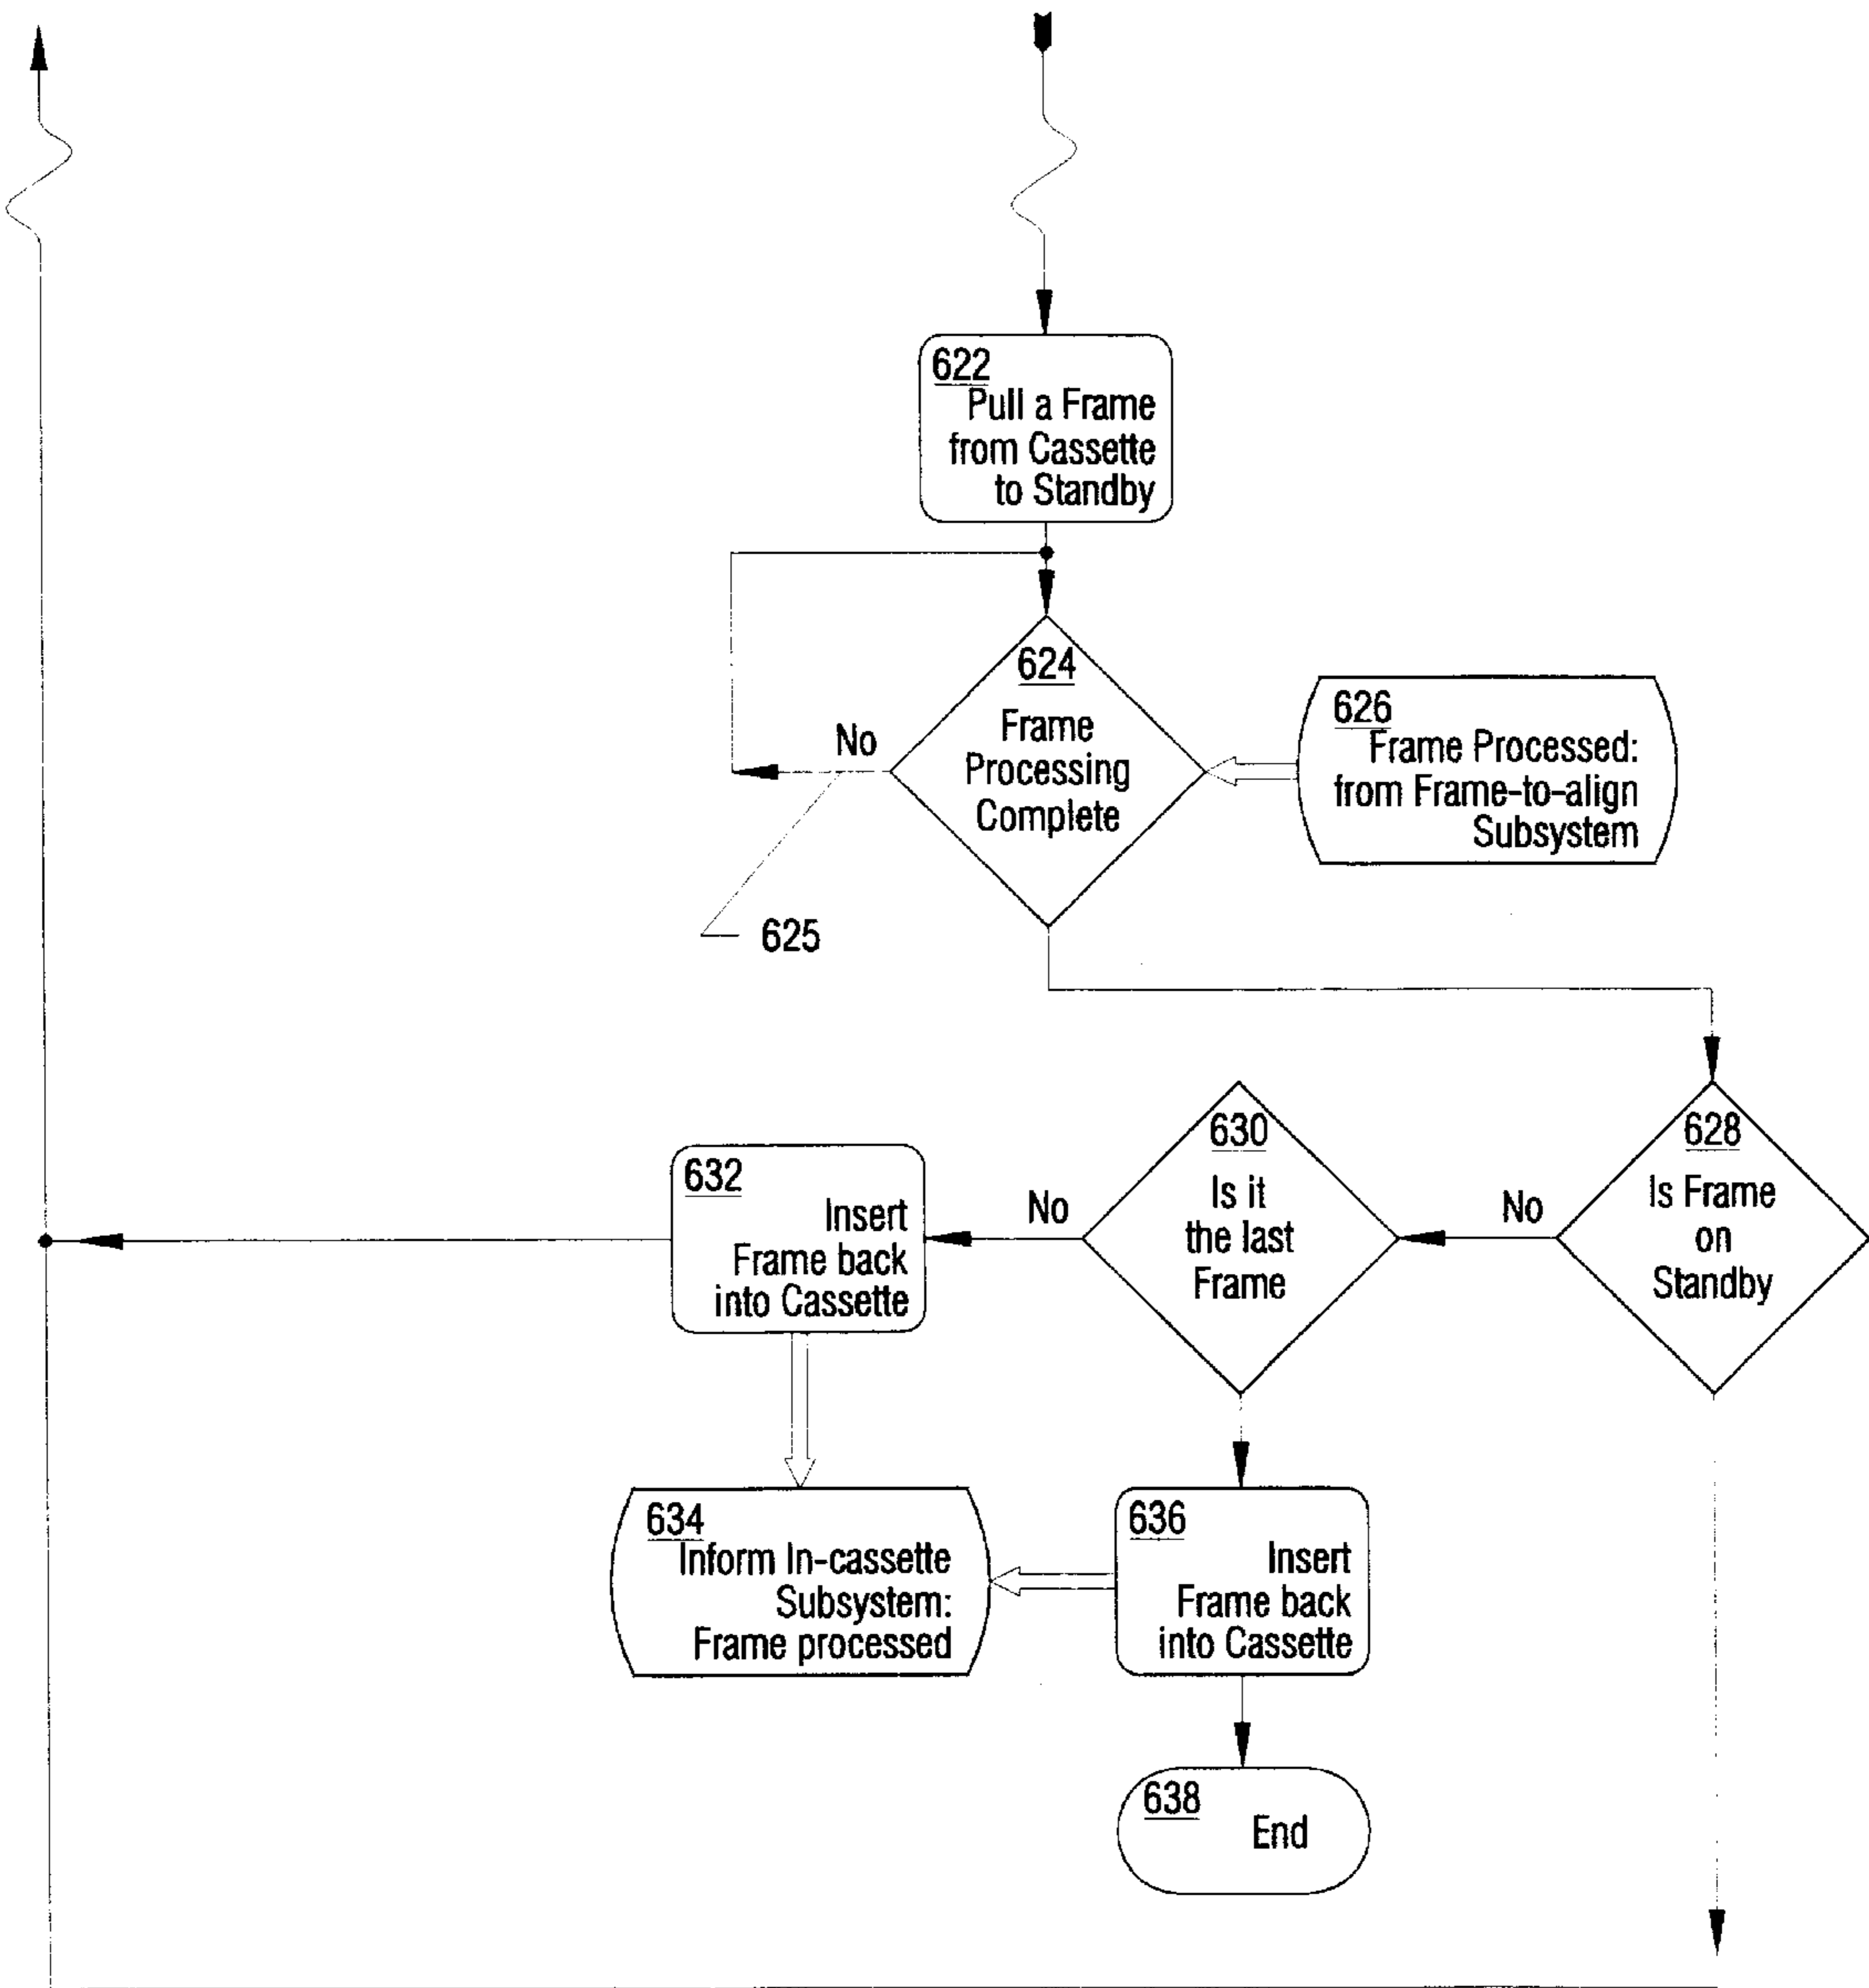 622
Pull a Frame
from Cassette
to Standby
624
Frame
Processing
Complete
No
626
Frame Processed:
from Frame-to-align
Subsystem
625
628
Is Frame
on
Standby
No
630
Is it
the last
Frame
No
632
Insert
Frame back
into Cassette
634
Inform In-cassette
Subsystem:
Frame processed
636
Insert
Frame back
into Cassette
638
End